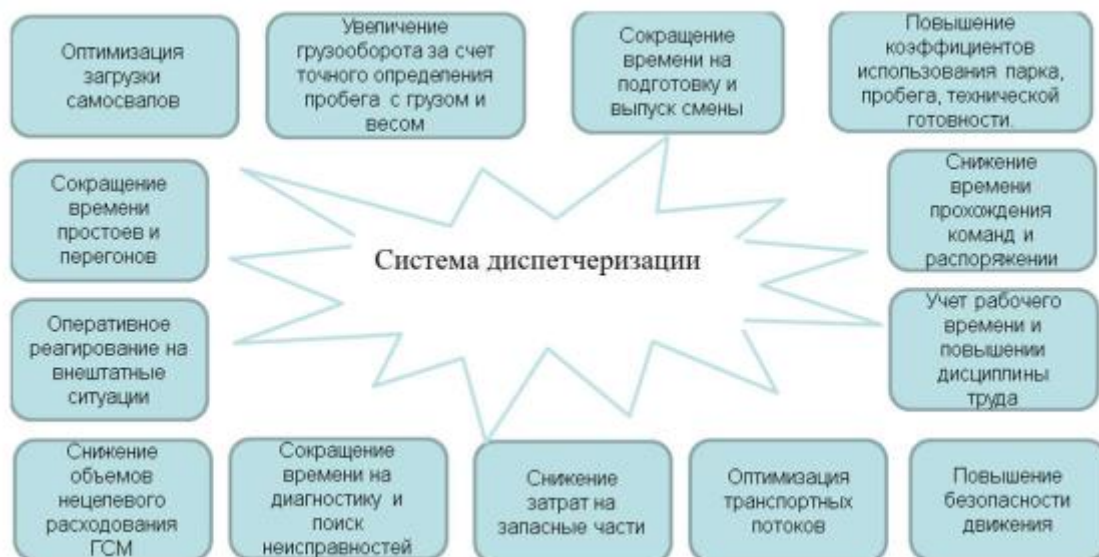 Оптимизация
загрузки
самосвалов
Увеличение
грузооборота за счет
точного определения
пробега с грузом и
весом
Сокращение
времени на
подготовку и
выпуск смены
Повышение
коэффициентов
использования парка,
пробега, технической
готовности.
Сокращение
времени
простоев и
перегонов
Система диспетчеризации
Снижение
времени
прохождения
команд и
распоряжении
Оперативное
реагирование на
внештатные
ситуации
Учет рабочего
времени и
повышении
дисциплины
труда
Снижение
объемов
нецелевого
расходования
ГСМ
Сокращение
времени на
диагностику и
поиск
неисправностей
Снижение
затрат на
запасные части
Оптимизация
транспортных
потоков
Повышение
безопасности
движения